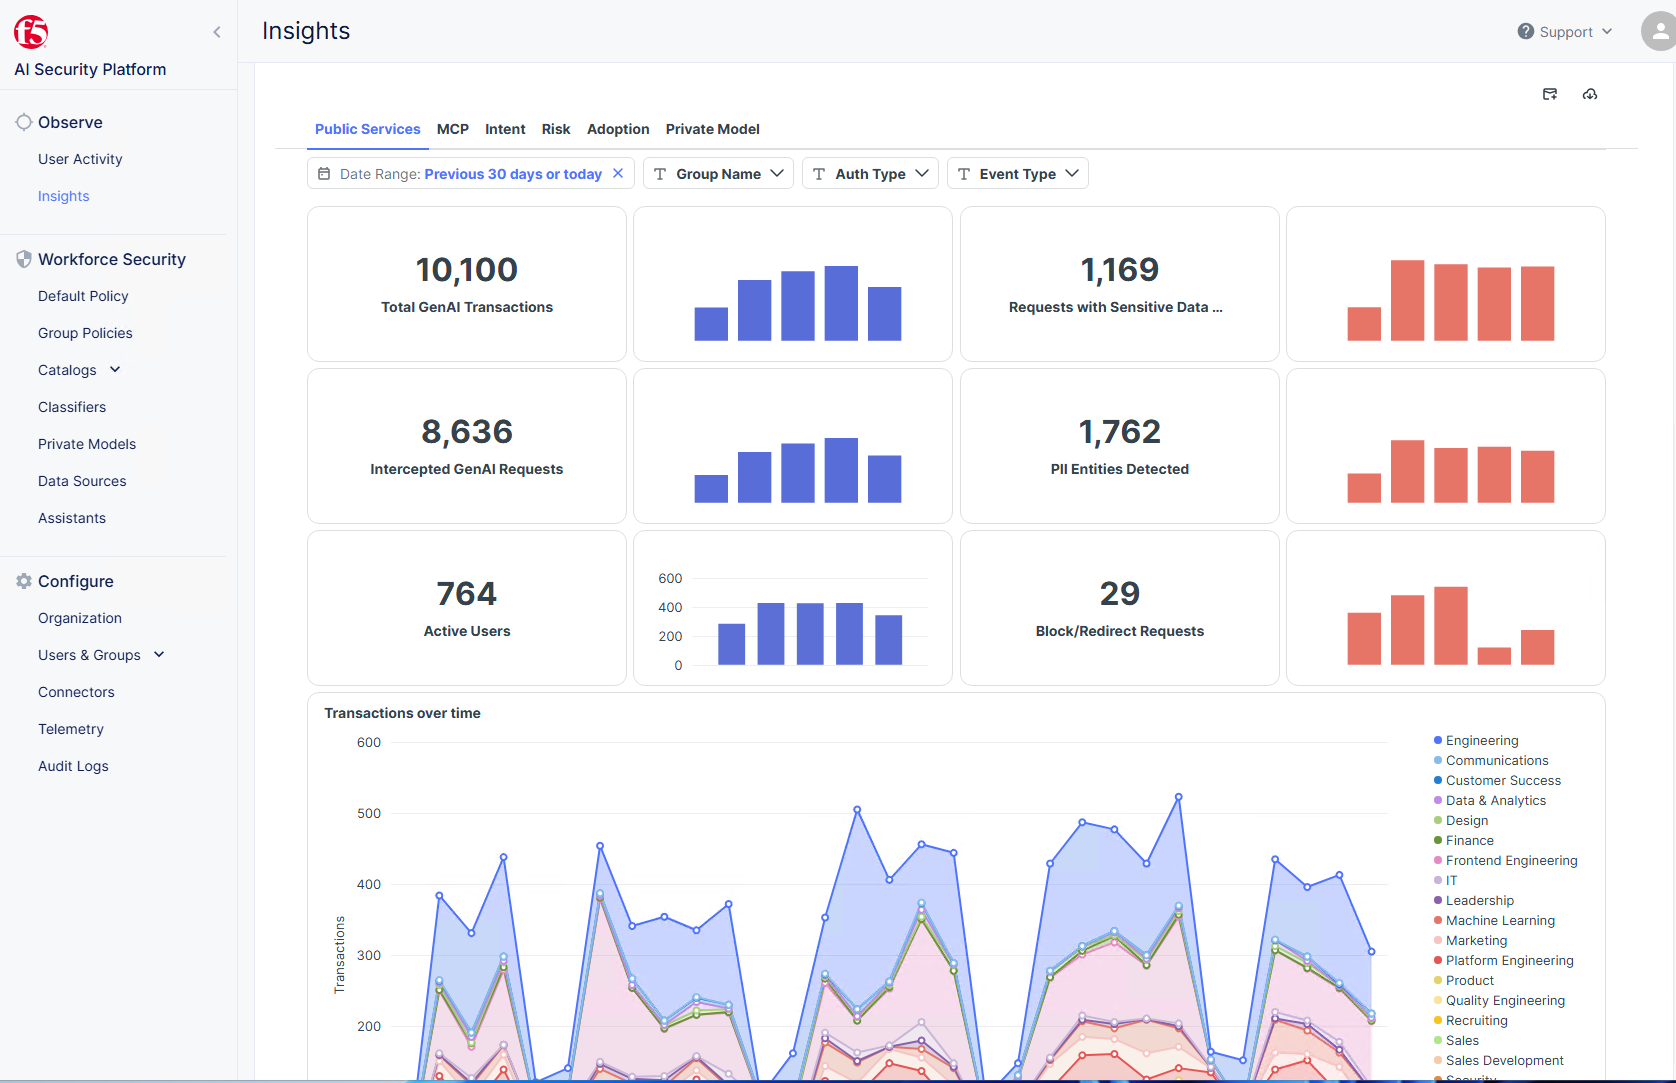 f5
AI Security Platform
Insights
Support
Observe
User Activity
Insights
Workforce Security
Default Policy
Group Policies
Catalogs
Classifiers
Private Models
Data Sources
Assistants
Configure
Organization
Users & Groups
Connectors
Telemetry
Audit Logs
Public Services MCP Intent Risk Adoption Private Model
Date Range: Previous 30 days or today
Group Name
Auth Type
Event Type
10,100
Total GenAI Transactions
1,169
Requests with Sensitive Data ...
8,636
Intercepted GenAI Requests
1,762
PII Entities Detected
764
Active Users
600
400
200
0
29
Block/Redirect Requests
Transactions over time
600
500
400
300
200
Transactions
Engineering
Communications
Customer Success
Data & Analytics
Design
Finance
Frontend Engineering
IT
Leadership
Machine Learning
Marketing
Platform Engineering
Product
Quality Engineering
Recruiting
Sales
Sales Development
Security